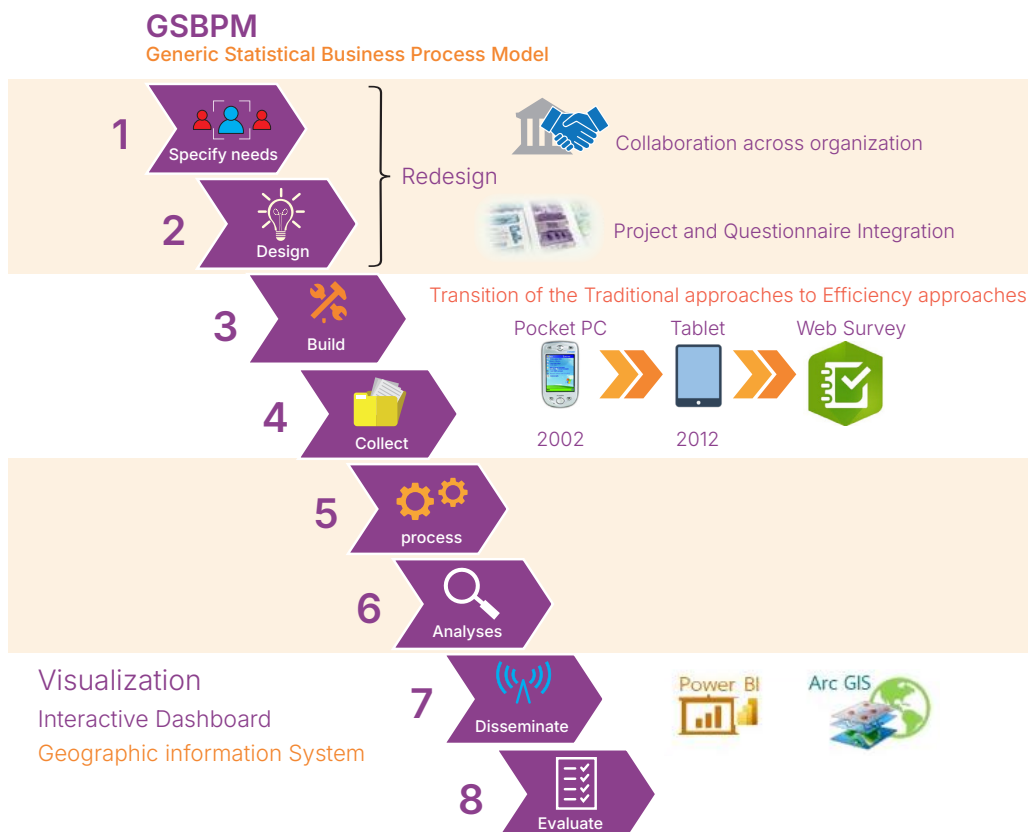 GSBPM
Generic Statistical Business Process Model
1
Specify needs
2
Design
Redesign
Collaboration across organization
Project and Questionnaire Integration
3
Build
Transition of the Traditional approaches to Efficiency approaches
Pocket PC
Tablet
Web Survey
4
Collect
2002
2012
5
process
6
Analyses
Visualization
Interactive Dashboard
Geographic information System
7
Disseminate
Power BI
Arc GIS
8
Evaluate